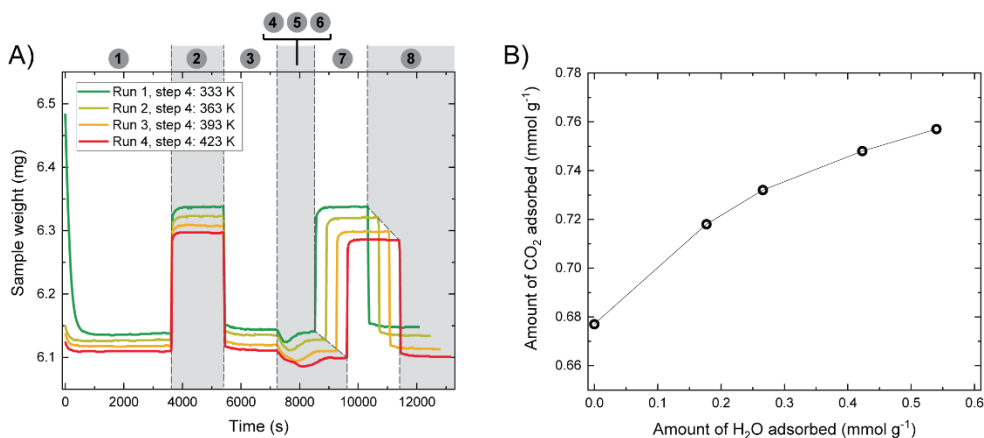 4 5 6
A)
1 2 3 7 8
Run 1, step 4: 333 K
Run 2, step 4: 363 K
Run 3, step 4: 393 K
Run 4, step 4: 423 K
Sample weight (mg)
6.5
6.4
6.3
6.2
6.1
0 2000 4000 6000 8000 10000 12000
Time (s)
B)
Amount of CO₂ adsorbed (mmol g⁻¹)
0.78
0.76
0.74
0.72
0.70
0.68
0.66
0.0 0.1 0.2 0.3 0.4 0.5 0.6
Amount of H₂O adsorbed (mmol g⁻¹)